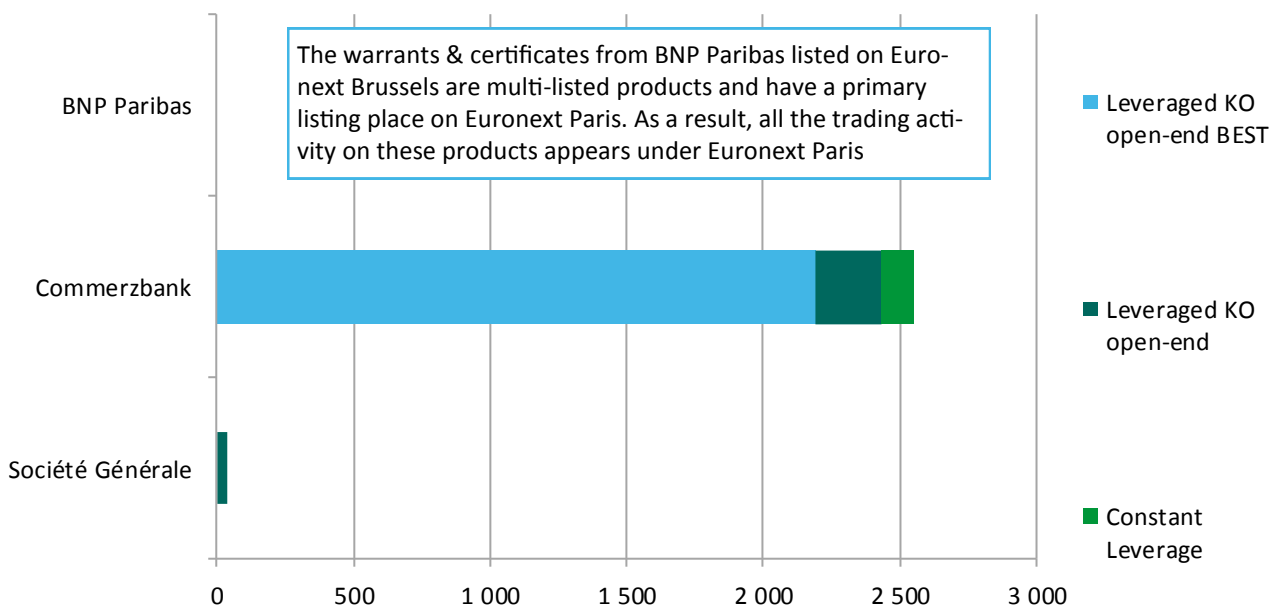 The warrants & certificates from BNP Paribas listed on Euro-
next Brussels are multi-listed products and have a primary
listing place on Euronext Paris. As a result, all the trading acti-
vity on these products appears under Euronext Paris
BNP Paribas
Commerzbank
Société Générale
0 500 1 000 1 500 2 000 2 500 3 000
Leveraged KO
open-end BEST
Leveraged KO
open-end
Constant
Leverage